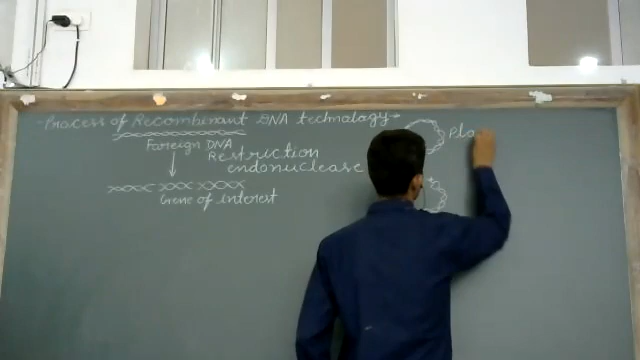 Process of Recombinant DNA technology
Foreign DNA
Restriction
endonuclease
Gene of interest
Pla